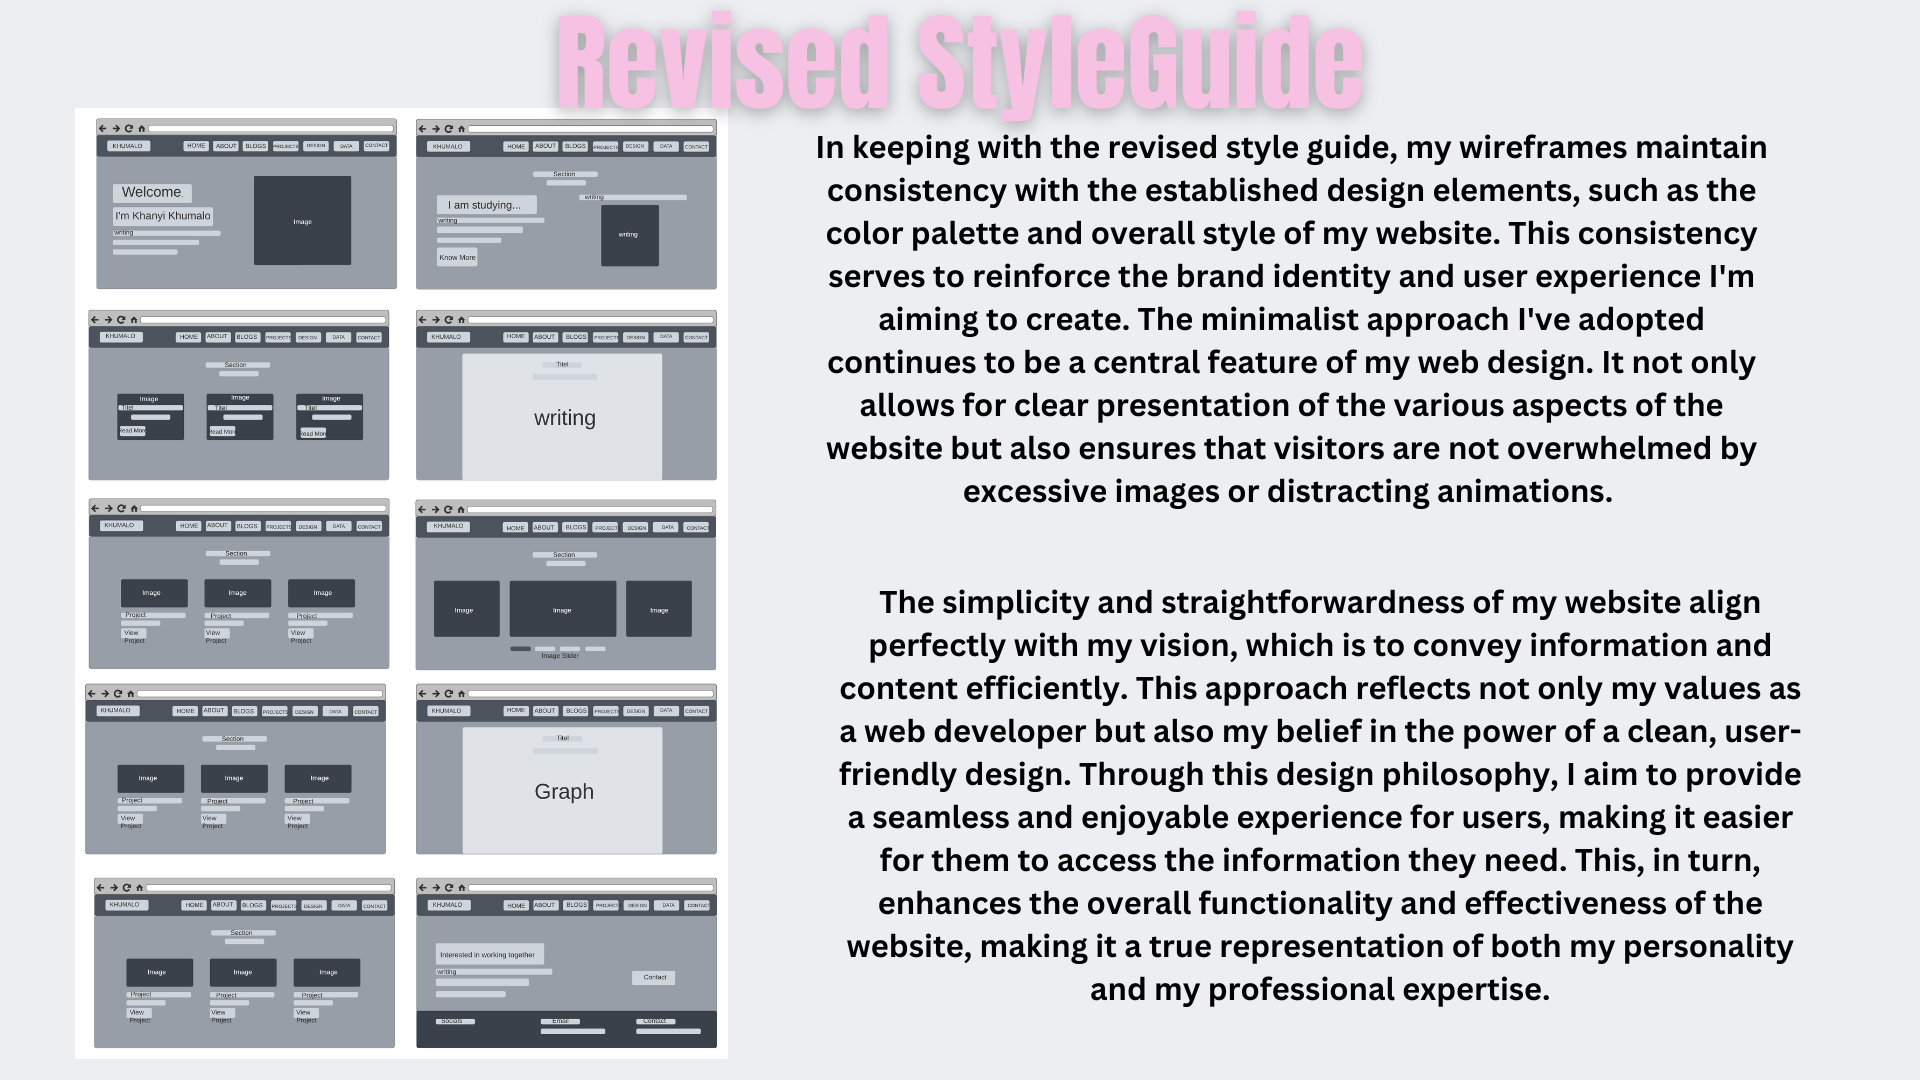 Revised StyleGuide
KHUMALO HOME ABOUT BLOGS PROJECTS DESIGN DATA CONTACT
Welcome.
I'm Khanyi Khumalo
writing
Image
KHUMALO HOME ABOUT BLOGS PROJECTS DESIGN DATA CONTACT
Section
writing
I am studying...
writing
writing
Know More
KHUMALO HOME ABOUT BLOGS PROJECTS DESIGN DATA CONTACT
Section
Image Image Image
Titel Titel Titel
Read More Read More Read More
KHUMALO HOME ABOUT BLOGS PROJECTS DESIGN DATA CONTACT
Titel
writing
KHUMALO HOME ABOUT BLOGS PROJECTS DESIGN DATA CONTACT
Section
Image Image Image
Project Project Project
View View View
Project Project Project
KHUMALO HOME ABOUT BLOGS PROJECT DESIGN DATA CONTACT
Section
Image Image Image
Image Slider
KHUMALO HOME ABOUT BLOGS PROJECTS DESIGN DATA CONTACT
Section
Image Image Image
Project Project Project
View View View
Project Project Project
KHUMALO HOME ABOUT BLOGS PROJECTS DESIGN DATA CONTACT
Titel
Graph
KHUMALO HOME ABOUT BLOGS PROJECTS DESIGN DATA CONTACT
Section
Image Image Image
Project Project Project
View View View
Project Project Project
KHUMALO HOME ABOUT BLOGS PROJECT DESIGN DATA CONTACT
Interested in working together
writing
Contact
Socials Email Contact
In keeping with the revised style guide, my wireframes maintain
consistency with the established design elements, such as the
color palette and overall style of my website. This consistency
serves to reinforce the brand identity and user experience I'm
aiming to create. The minimalist approach I've adopted
continues to be a central feature of my web design. It not only
allows for clear presentation of the various aspects of the
website but also ensures that visitors are not overwhelmed by
excessive images or distracting animations.
The simplicity and straightforwardness of my website align
perfectly with my vision, which is to convey information and
content efficiently. This approach reflects not only my values as
a web developer but also my belief in the power of a clean, user-
friendly design. Through this design philosophy, I aim to provide
a seamless and enjoyable experience for users, making it easier
for them to access the information they need. This, in turn,
enhances the overall functionality and effectiveness of the
website, making it a true representation of both my personality
and my professional expertise.